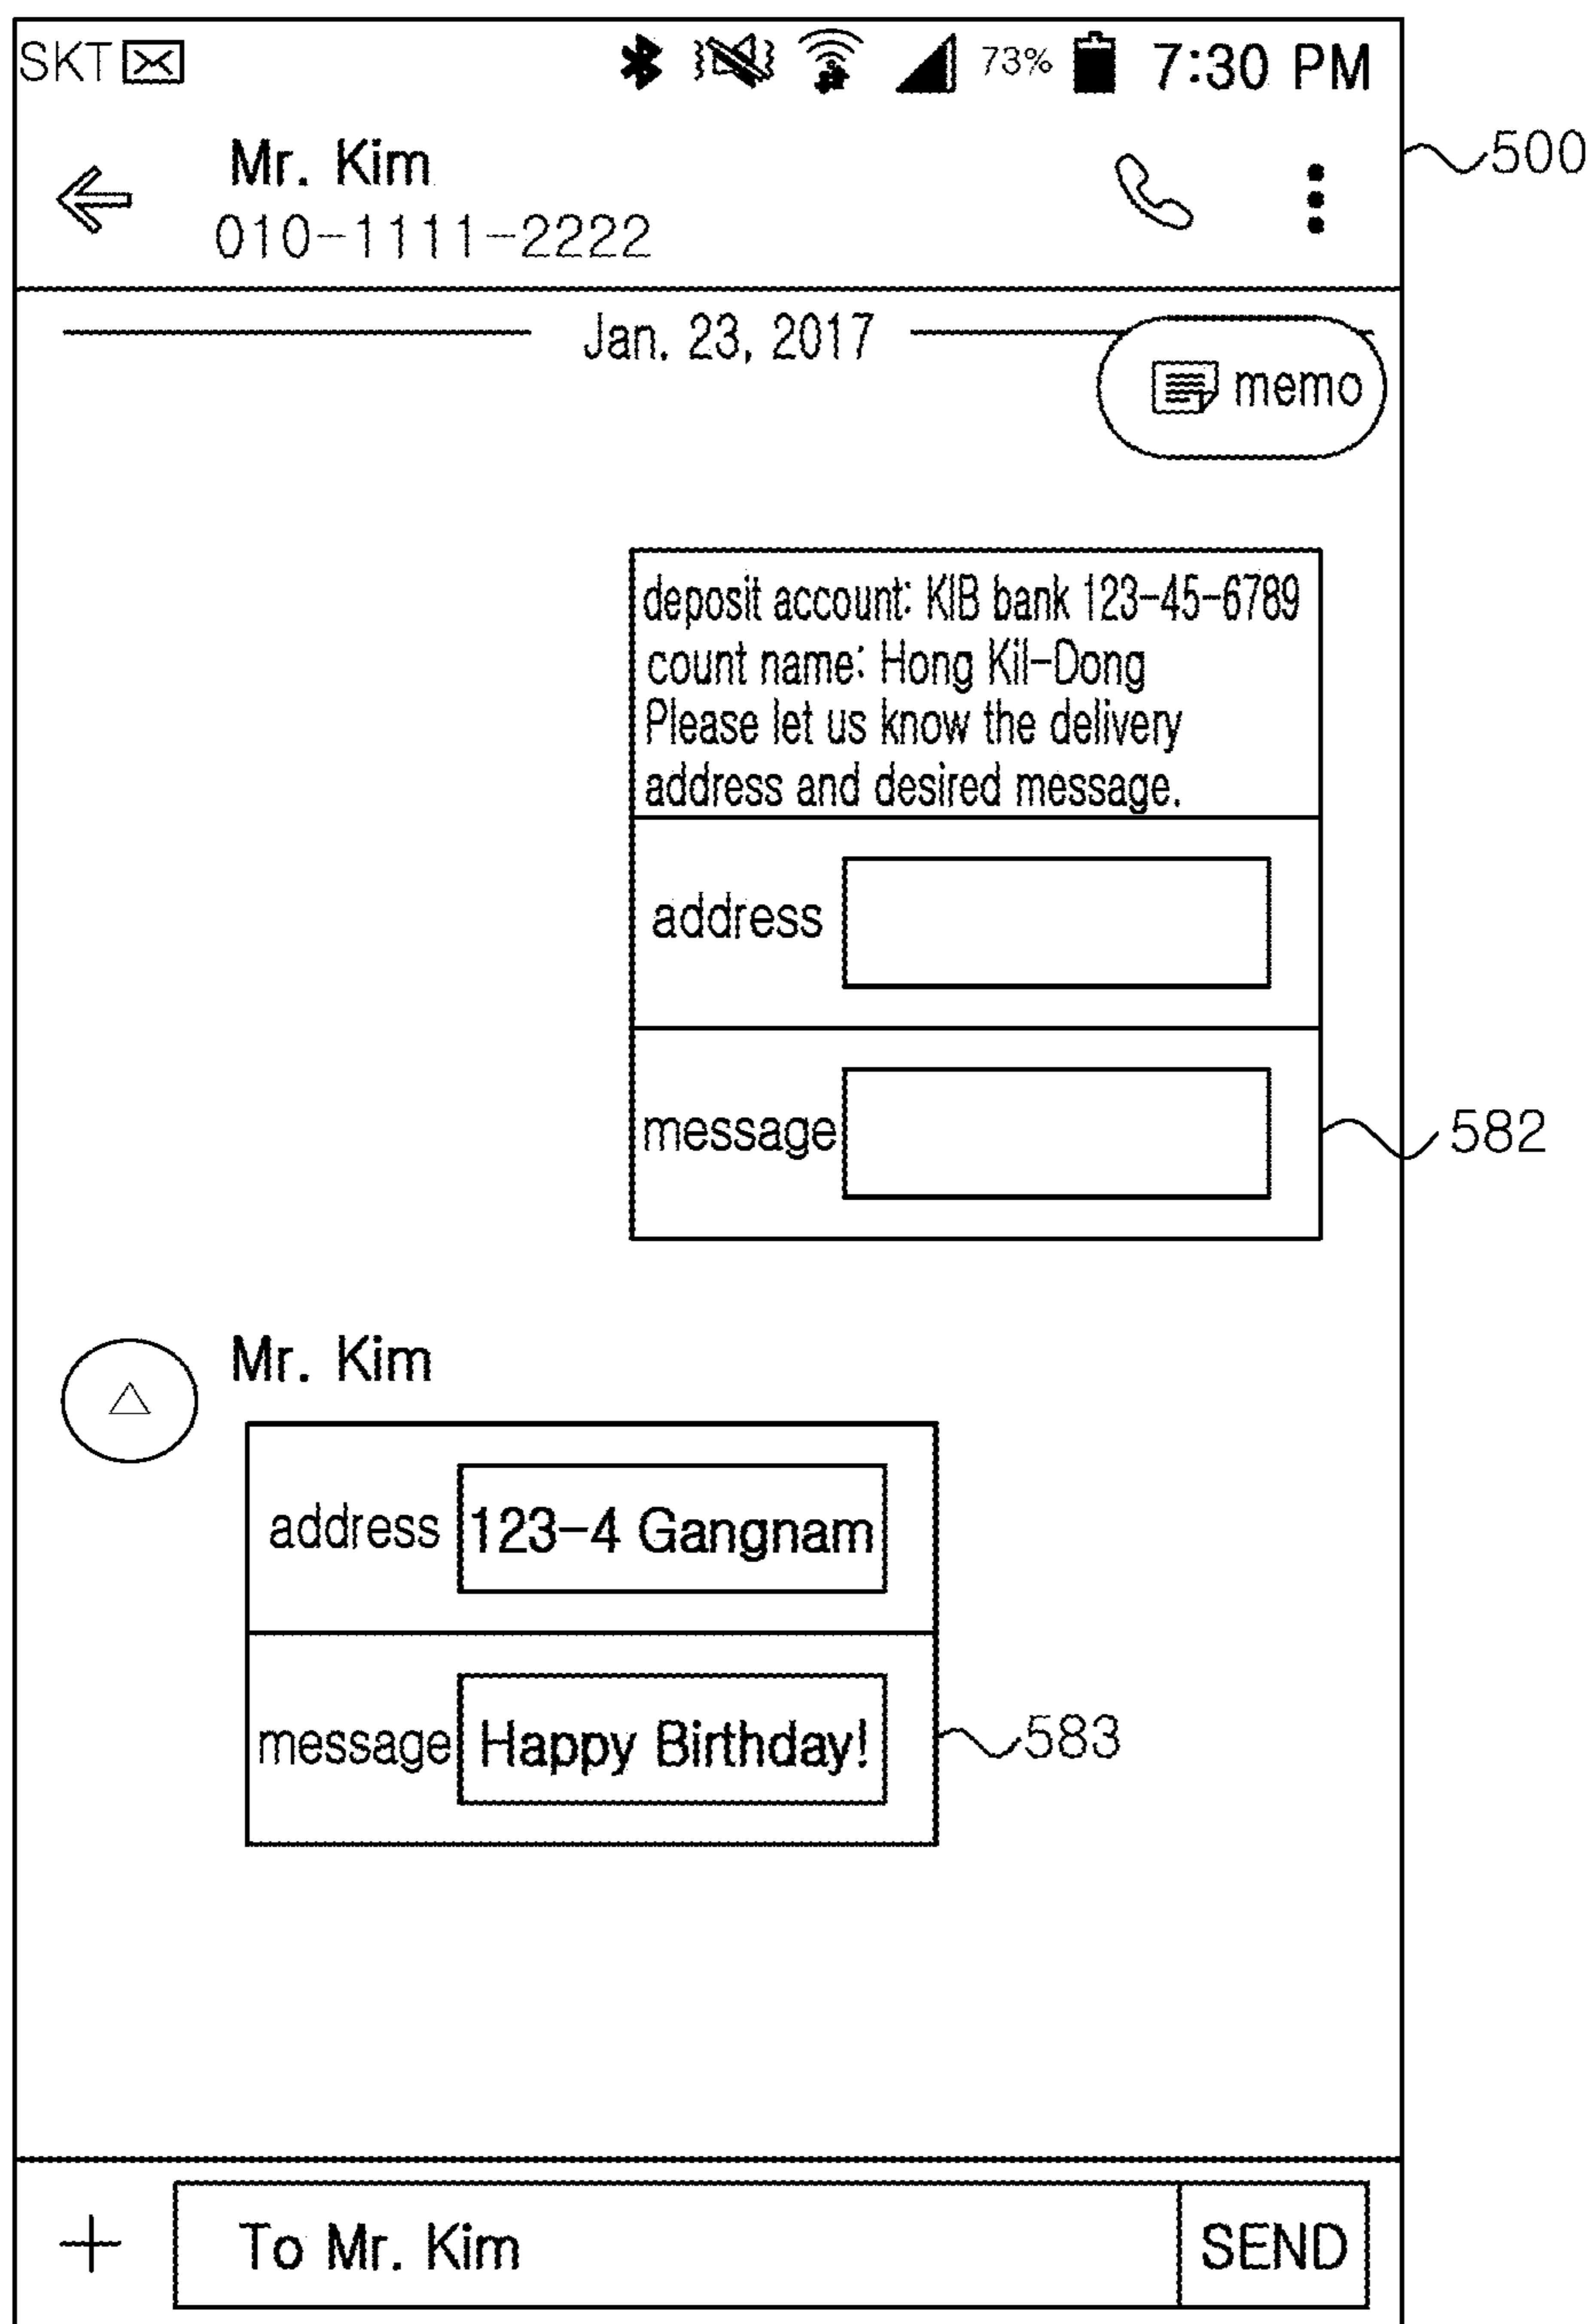 SKT 73% 7:30 PM
Mr. Kim
010-1111-2222
500
Jan. 23, 2017
memo
deposit account: KIB bank 123-45-6789
count name: Hong Kil-Dong
Please let us know the delivery
address and desired message.
address
message
582
Mr. Kim
address 123-4 Gangnam
message Happy Birthday!
583
+ To Mr. Kim SEND